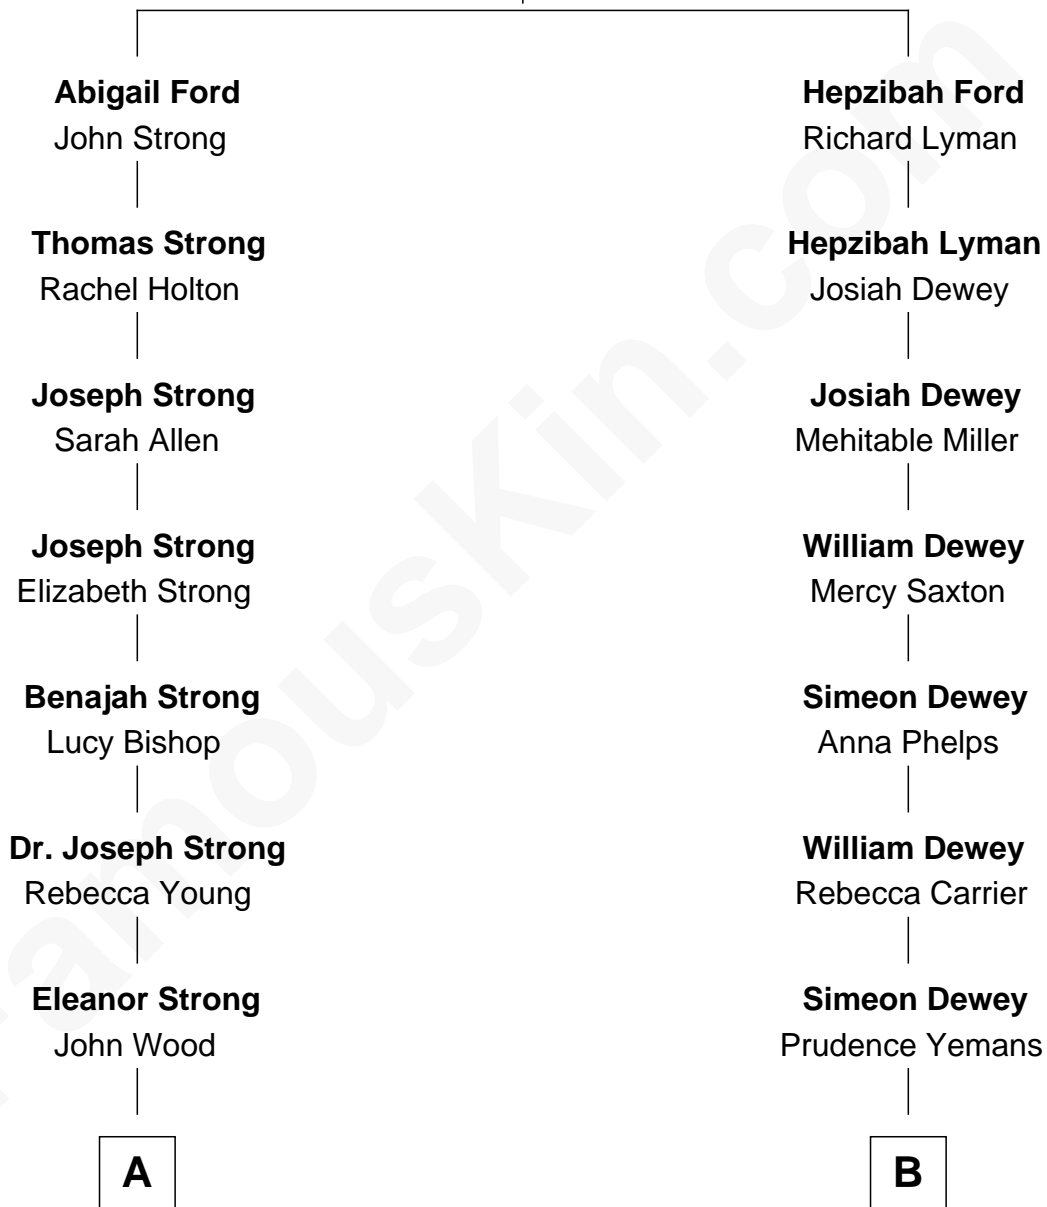 Abigail Ford
John Strong
Hepzibah Ford
Richard Lyman
Thomas Strong
Rachel Holton
Hepzibah Lyman
Josiah Dewey
Joseph Strong
Sarah Allen
Josiah Dewey
Mehitable Miller
Joseph Strong
Elizabeth Strong
William Dewey
Mercy Saxton
Benajah Strong
Lucy Bishop
Simeon Dewey
Anna Phelps
Dr. Joseph Strong
Rebecca Young
William Dewey
Rebecca Carrier
Eleanor Strong
John Wood
Simeon Dewey
Prudence Yemans
A
B
FamousKin.com